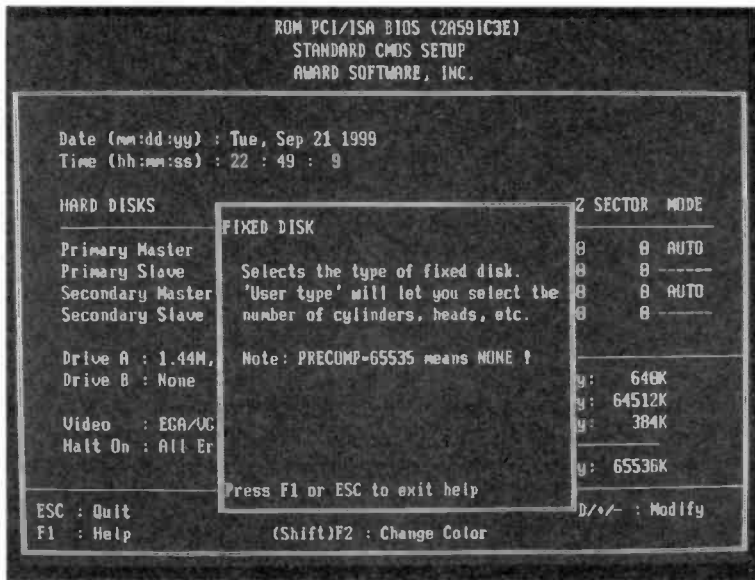 ROM PCI/ISA BIOS (2A59IC3E)
STANDARD CMOS SETUP
AWARD SOFTWARE, INC.
Date (mm:dd:yy) : Tue, Sep 21 1999
Time (hh:mm:ss) : 22 : 49 : 9
HARD DISKS
Z SECTOR MODE
FIXED DISK
Primary Master
0 0 AUTO
Primary Slave
0 0 ------
Secondary Master
0 0 AUTO
Secondary Slave
0 0 ------
Selects the type of fixed disk.
'User type' will let you select the
number of cylinders, heads, etc.
Note: PRECOMP=65535 means NONE !
Drive A : 1.44M,
Drive B : None
Video : EGA/VG
Halt On : All Er
y: 640K
y: 64512K
y: 384K
y: 65536K
Press F1 or ESC to exit help
ESC : Quit
D/+/- : Modify
F1 : Help
(Shift)F2 : Change Color